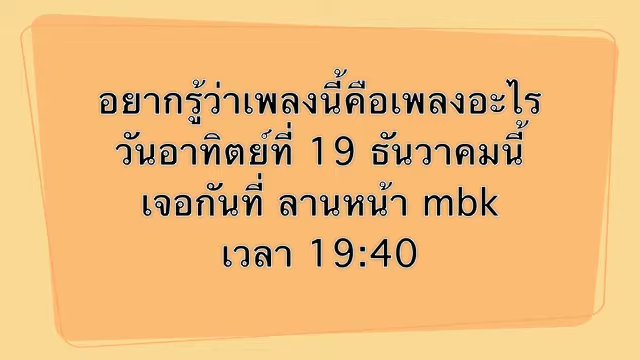 อยากรู้ว่าเพลงนี้คือเพลงอะไร
วันอาทิตย์ที่ 19 ธันวาคมนี้
เจอกันที่ ลานหน้า mbk
เวลา 19:40